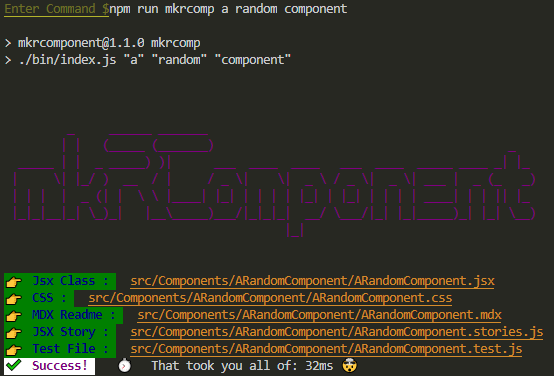 Enter Command $npm run mkrcomp a random component
> mkrcomponent@1.1.0 mkrcomp
> ./bin/index.js "a" "random" "component"
👉 Jsx Class : src/Components/ARandomComponent/ARandomComponent.jsx
👉 CSS : src/Components/ARandomComponent/ARandomComponent.css
👉 MDX Readme : src/Components/ARandomComponent/ARandomComponent.mdx
👉 JSX Story : src/Components/ARandomComponent/ARandomComponent.stories.js
👉 Test File : src/Components/ARandomComponent/ARandomComponent.test.js
✔ Success! ⏱ That took you all of: 32ms 🤯